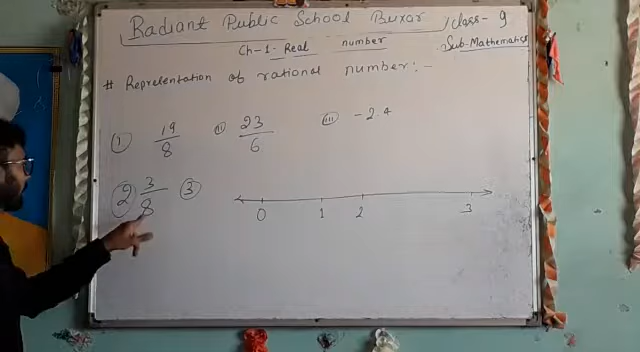 Radiant Public School Buxar / class - 9
Ch-1. Real number Sub-Mathematics
# Representation of rational number :-
(i) 19/8 (ii) 23/6 (iii) -2.4
2 3/8 3
0 1 2 3